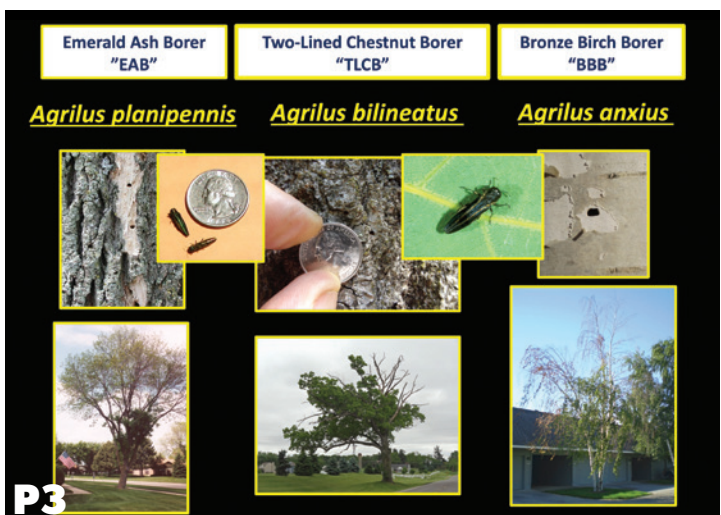 Emerald Ash Borer
"EAB"
Two-Lined Chestnut Borer
"TLCB"
Bronze Birch Borer
"BBB"
Agrilus planipennis
Agrilus bilineatus
Agrilus anxius
P3